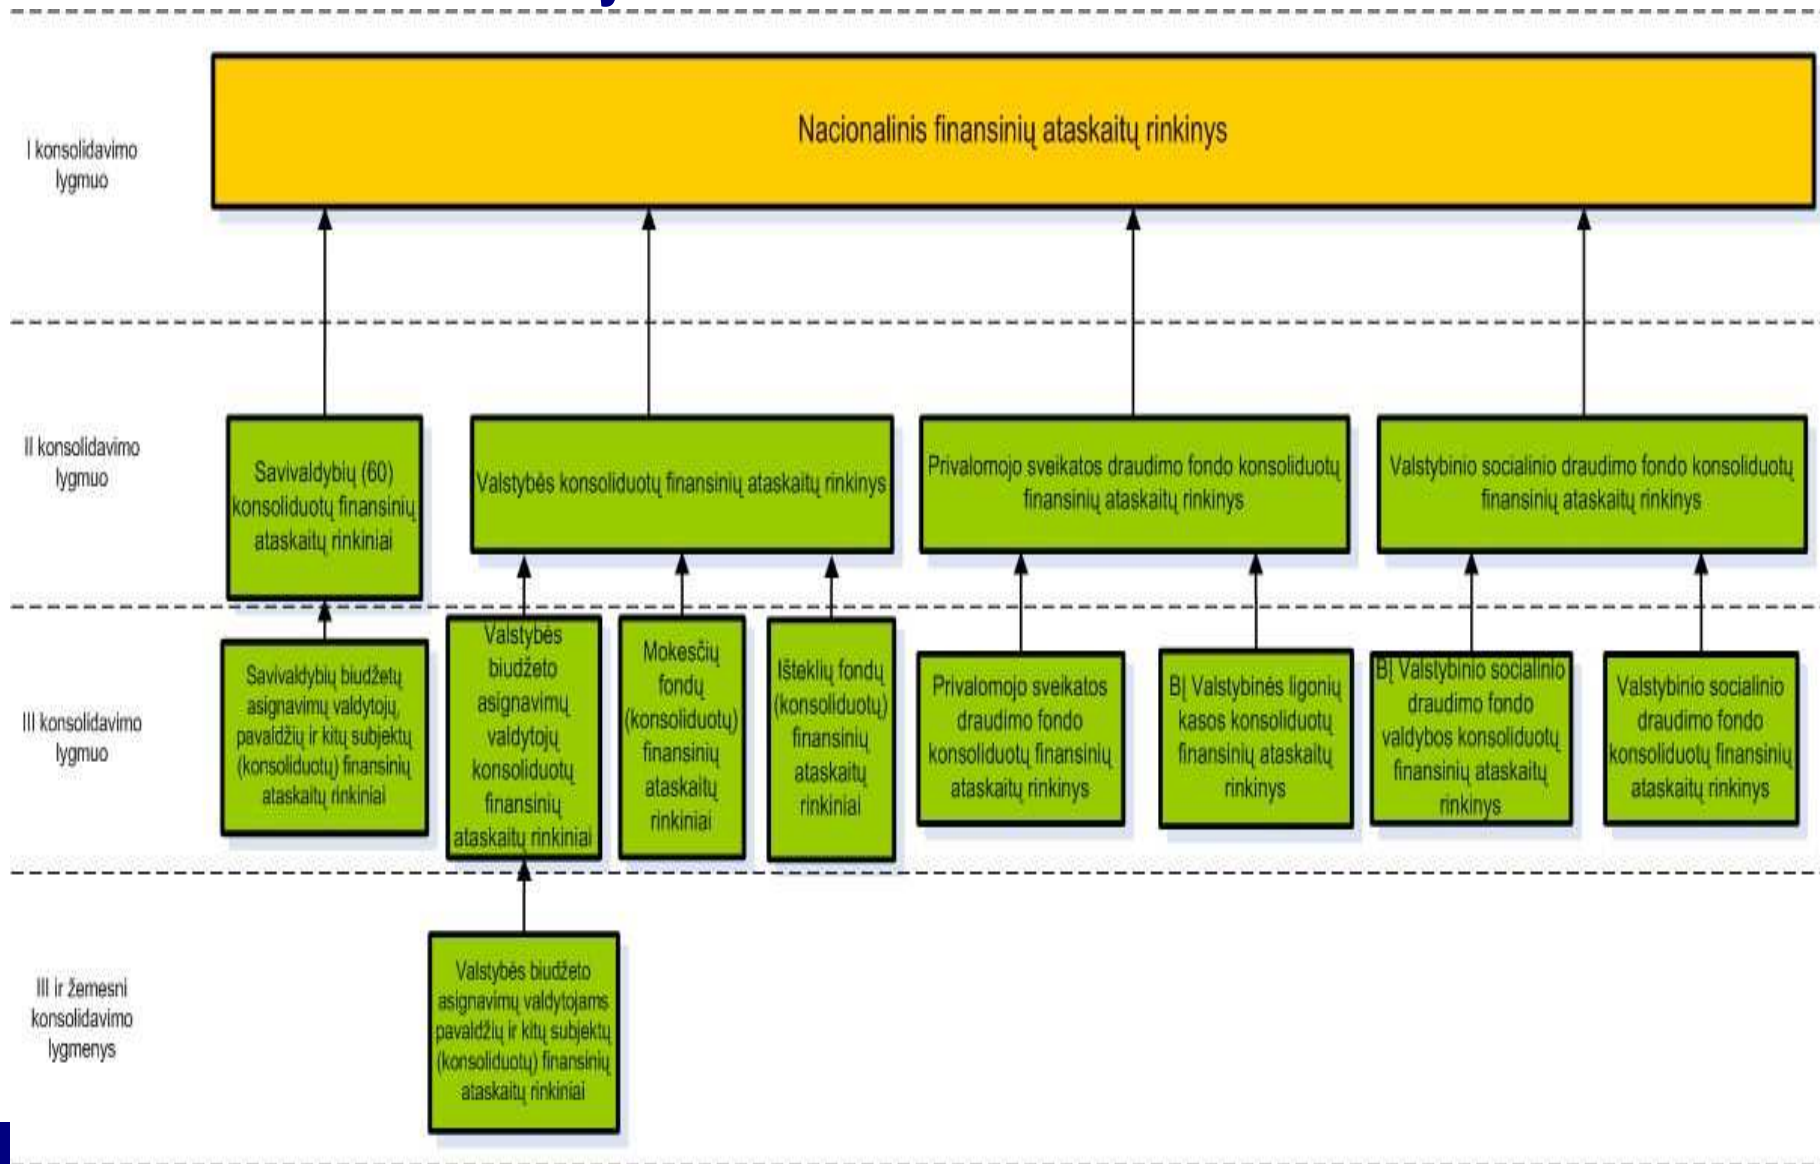 I konsolidavimo
lygmuo
Nacionalinis finansinių ataskaitų rinkinys
II konsolidavimo
lygmuo
Savivaldybių (60)
konsoliduotų finansinių
ataskaitų rinkiniai
Valstybės konsoliduotų finansinių ataskaitų rinkinys
Privalomojo sveikatos draudimo fondo konsoliduotų
finansinių ataskaitų rinkinys
Valstybinio socialinio draudimo fondo konsoliduotų
finansinių ataskaitų rinkinys
III konsolidavimo
lygmuo
Savivaldybių biudžetų
asignavimų valdytojų,
pavaldžių ir kitų subjektų
(konsoliduotų) finansinių
ataskaitų rinkiniai
Valstybės
biudžeto
asignavimų
valdytojų
konsoliduotų
finansinių
ataskaitų rinkiniai
Mokesčių
fondų
(konsoliduotų)
finansinių
ataskaitų
rinkiniai
Išteklių fondų
(konsoliduotų)
finansinių
ataskaitų
rinkiniai
Privalomojo sveikatos
draudimo fondo
konsoliduotų finansinių
ataskaitų rinkinys
BĮ Valstybinės ligonių
kasos konsoliduotų
finansinių ataskaitų
rinkinys
BĮ Valstybinio socialinio
draudimo fondo
valdybos konsoliduotų
finansinių ataskaitų
rinkinys
Valstybinio socialinio
draudimo fondo
konsoliduotų finansinių
ataskaitų rinkinys
III ir žemesni
konsolidavimo
lygmenys
Valstybės biudžeto
asignavimų valdytojams
pavaldžių ir kitų subjektų
(konsoliduotų) finansinių
ataskaitų rinkiniai